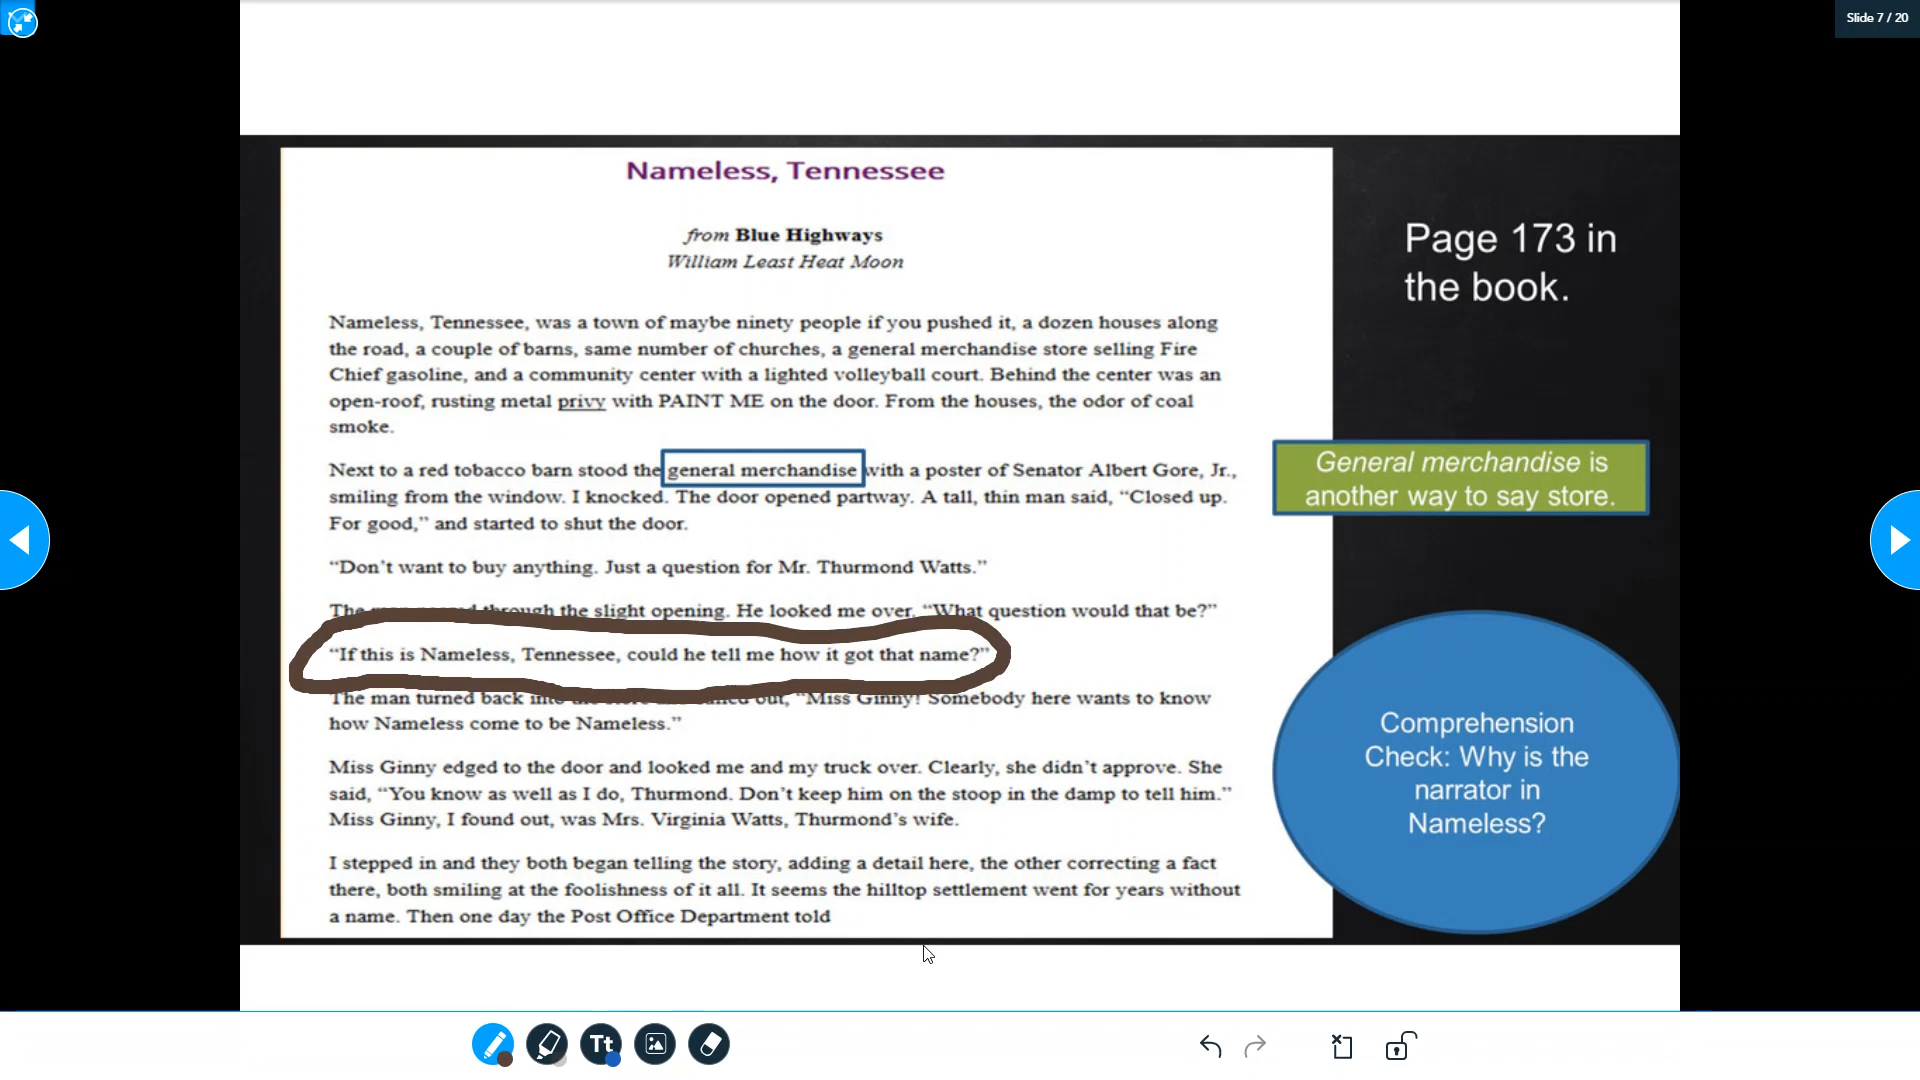 Slide 7 / 20
Nameless, Tennessee
from Blue Highways
William Least Heat Moon
Nameless, Tennessee, was a town of maybe ninety people if you pushed it, a dozen houses along
the road, a couple of barns, same number of churches, a general merchandise store selling Fire
Chief gasoline, and a community center with a lighted volleyball court. Behind the center was an
open-roof, rusting metal privy with PAINT ME on the door. From the houses, the odor of coal
smoke.
Next to a red tobacco barn stood the general merchandise with a poster of Senator Albert Gore, Jr.,
smiling from the window. I knocked. The door opened partway. A tall, thin man said, “Closed up.
For good,” and started to shut the door.
“Don’t want to buy anything. Just a question for Mr. Thurmond Watts.”
The through the slight opening. He looked me over. “What question would that be?”
“If this is Nameless, Tennessee, could he tell me how it got that name?”
The man turned back into the store out, “Miss Ginny! Somebody here wants to know
how Nameless come to be Nameless.”
Miss Ginny edged to the door and looked me and my truck over. Clearly, she didn’t approve. She
said, “You know as well as I do, Thurmond. Don’t keep him on the stoop in the damp to tell him.”
Miss Ginny, I found out, was Mrs. Virginia Watts, Thurmond’s wife.
I stepped in and they both began telling the story, adding a detail here, the other correcting a fact
there, both smiling at the foolishness of it all. It seems the hilltop settlement went for years without
a name. Then one day the Post Office Department told
Page 173 in
the book.
General merchandise is
another way to say store.
Comprehension
Check: Why is the
narrator in
Nameless?
Tt